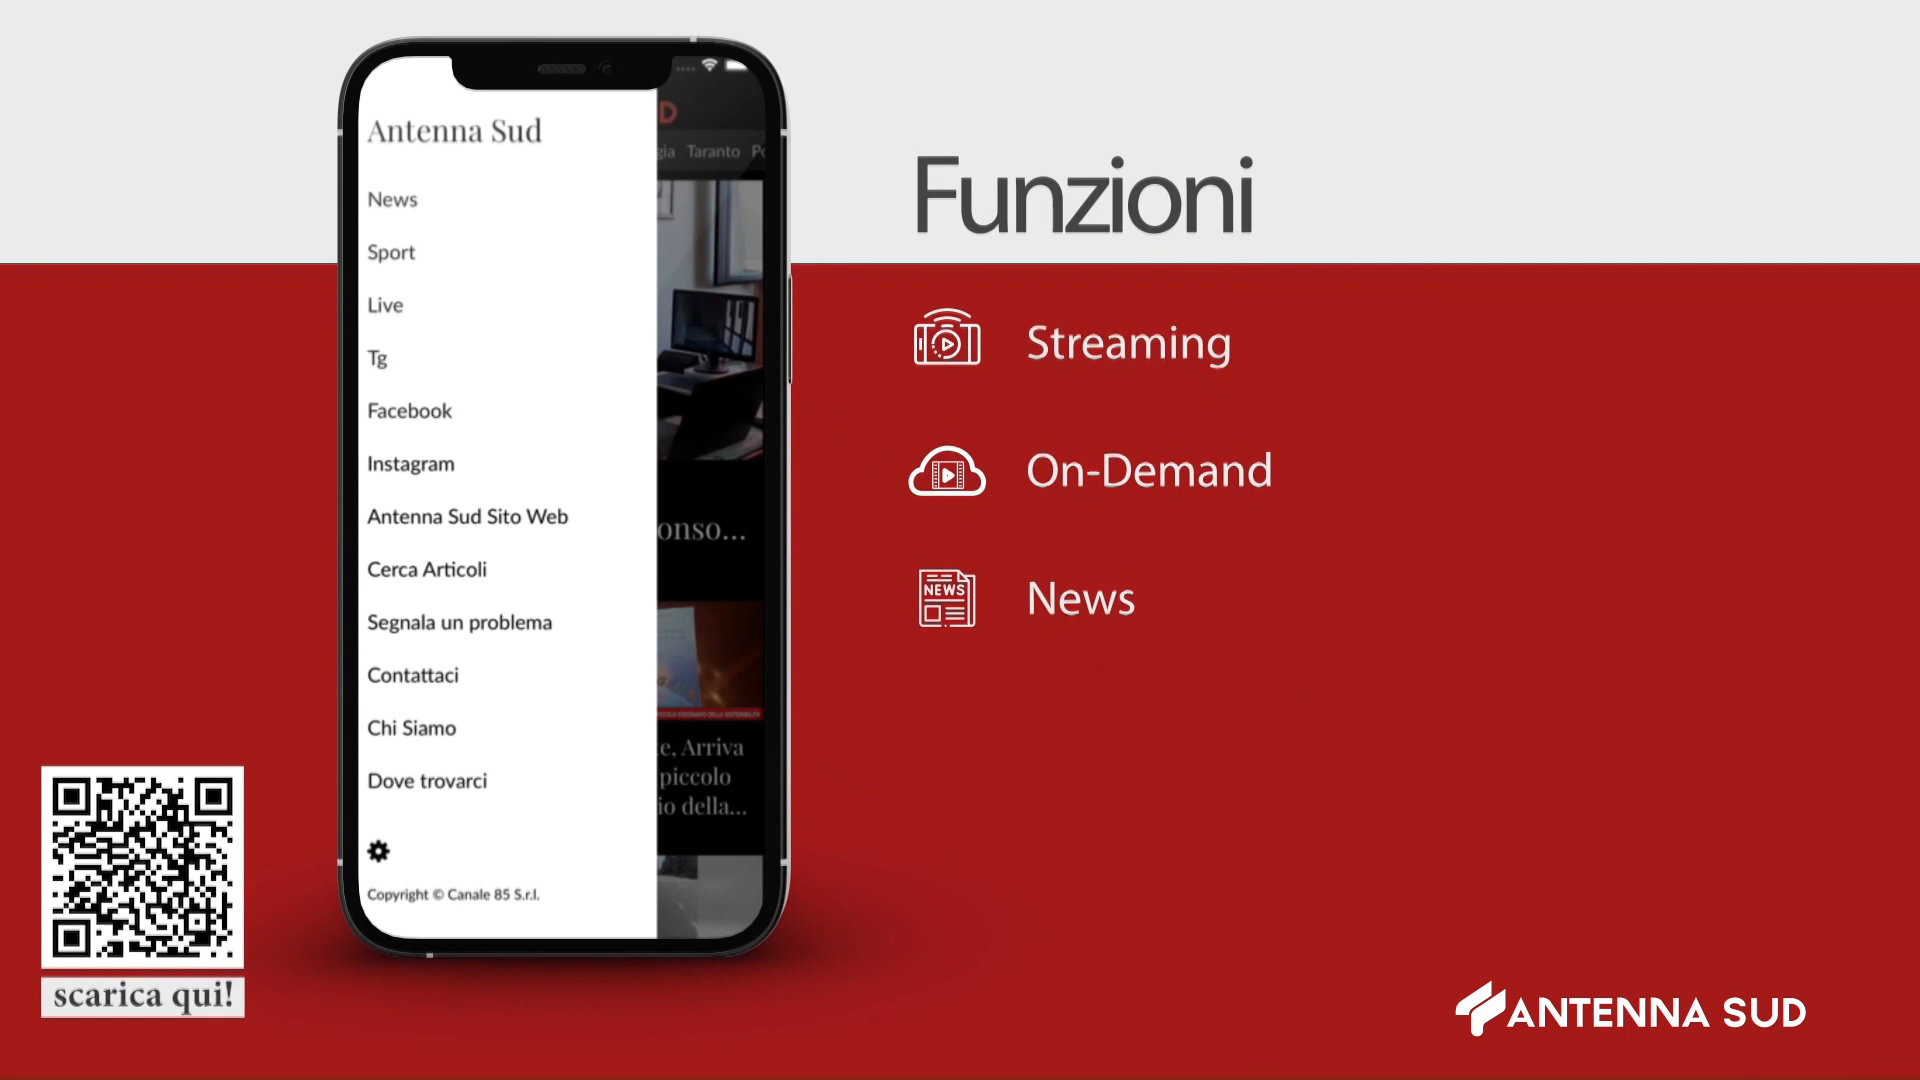 Antenna Sud
News
Sport
Live
Tg
Facebook
Instagram
Antenna Sud Sito Web
Cerca Articoli
Segnala un problema
Contattaci
Chi Siamo
Dove trovarci
Copyright © Canale 85 S.r.l.
D
gia Taranto Po
onso...
e, Arriva
piccolo
io della...
Funzioni
Streaming
On-Demand
NEWS
News
scarica qui!
ANTENNA SUD